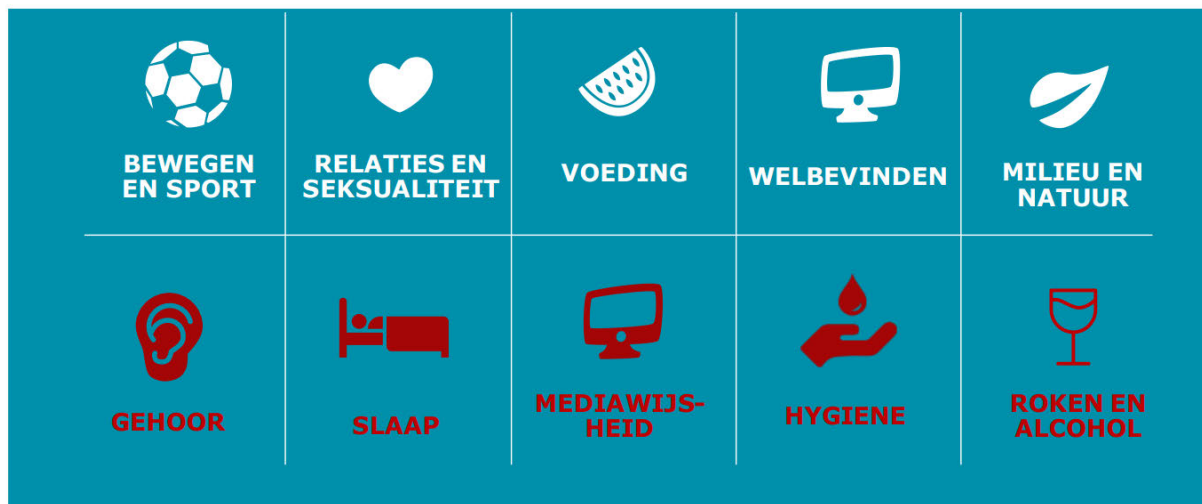 BEWEGEN
EN SPORT
RELATIES EN
SEKSUALITEIT
VOEDING
WELBEVINDEN
MILIEU EN
NATUUR
GEHOOR
SLAAP
MEDIAWIJS-
HEID
HYGIENE
ROKEN EN
ALCOHOL